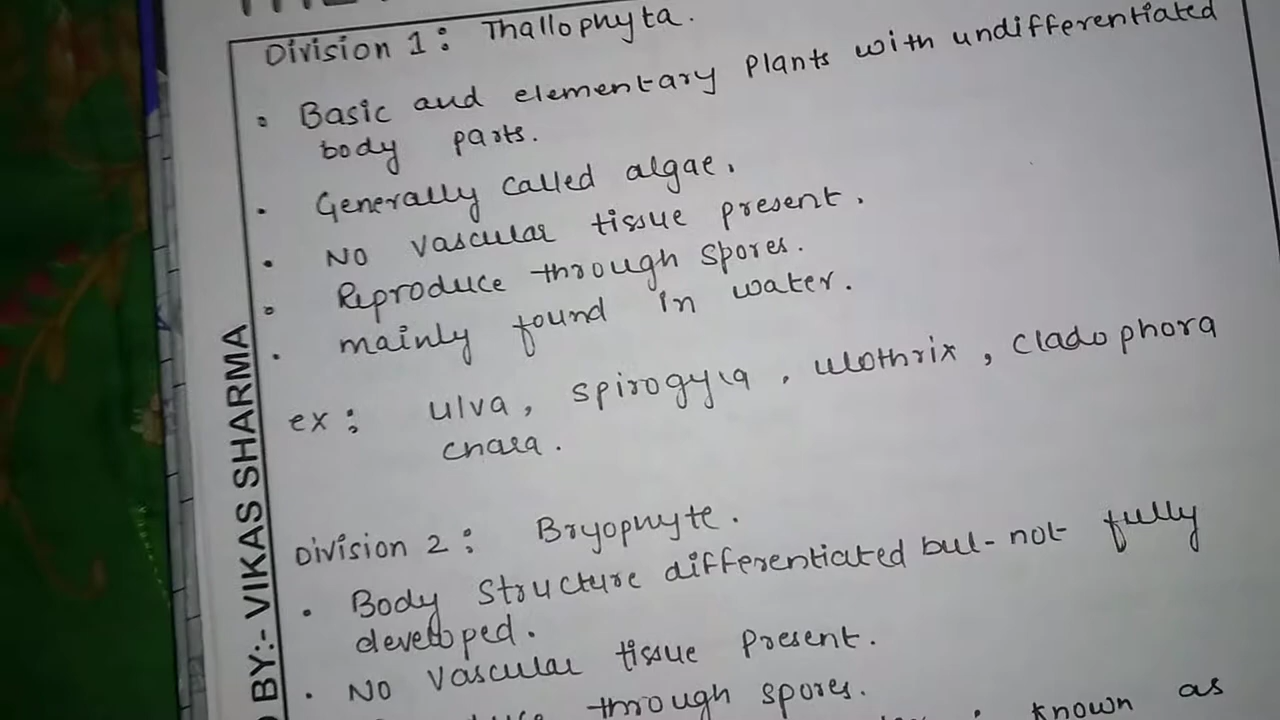 Division 1: Thallophyta.
• Basic and elementary plants with undifferentiated
body parts.
• Generally called algae.
• No vascular tissue present.
• Reproduce through spores.
• mainly found in water.
ex: ulva, spirogyra, ulothrix, cladophora
chara.
Division 2: Bryophyte.
• Body structure differentiated but not fully
developed.
• No vascular tissue present.
through spores.
known as
BY:- VIKAS SHARMA